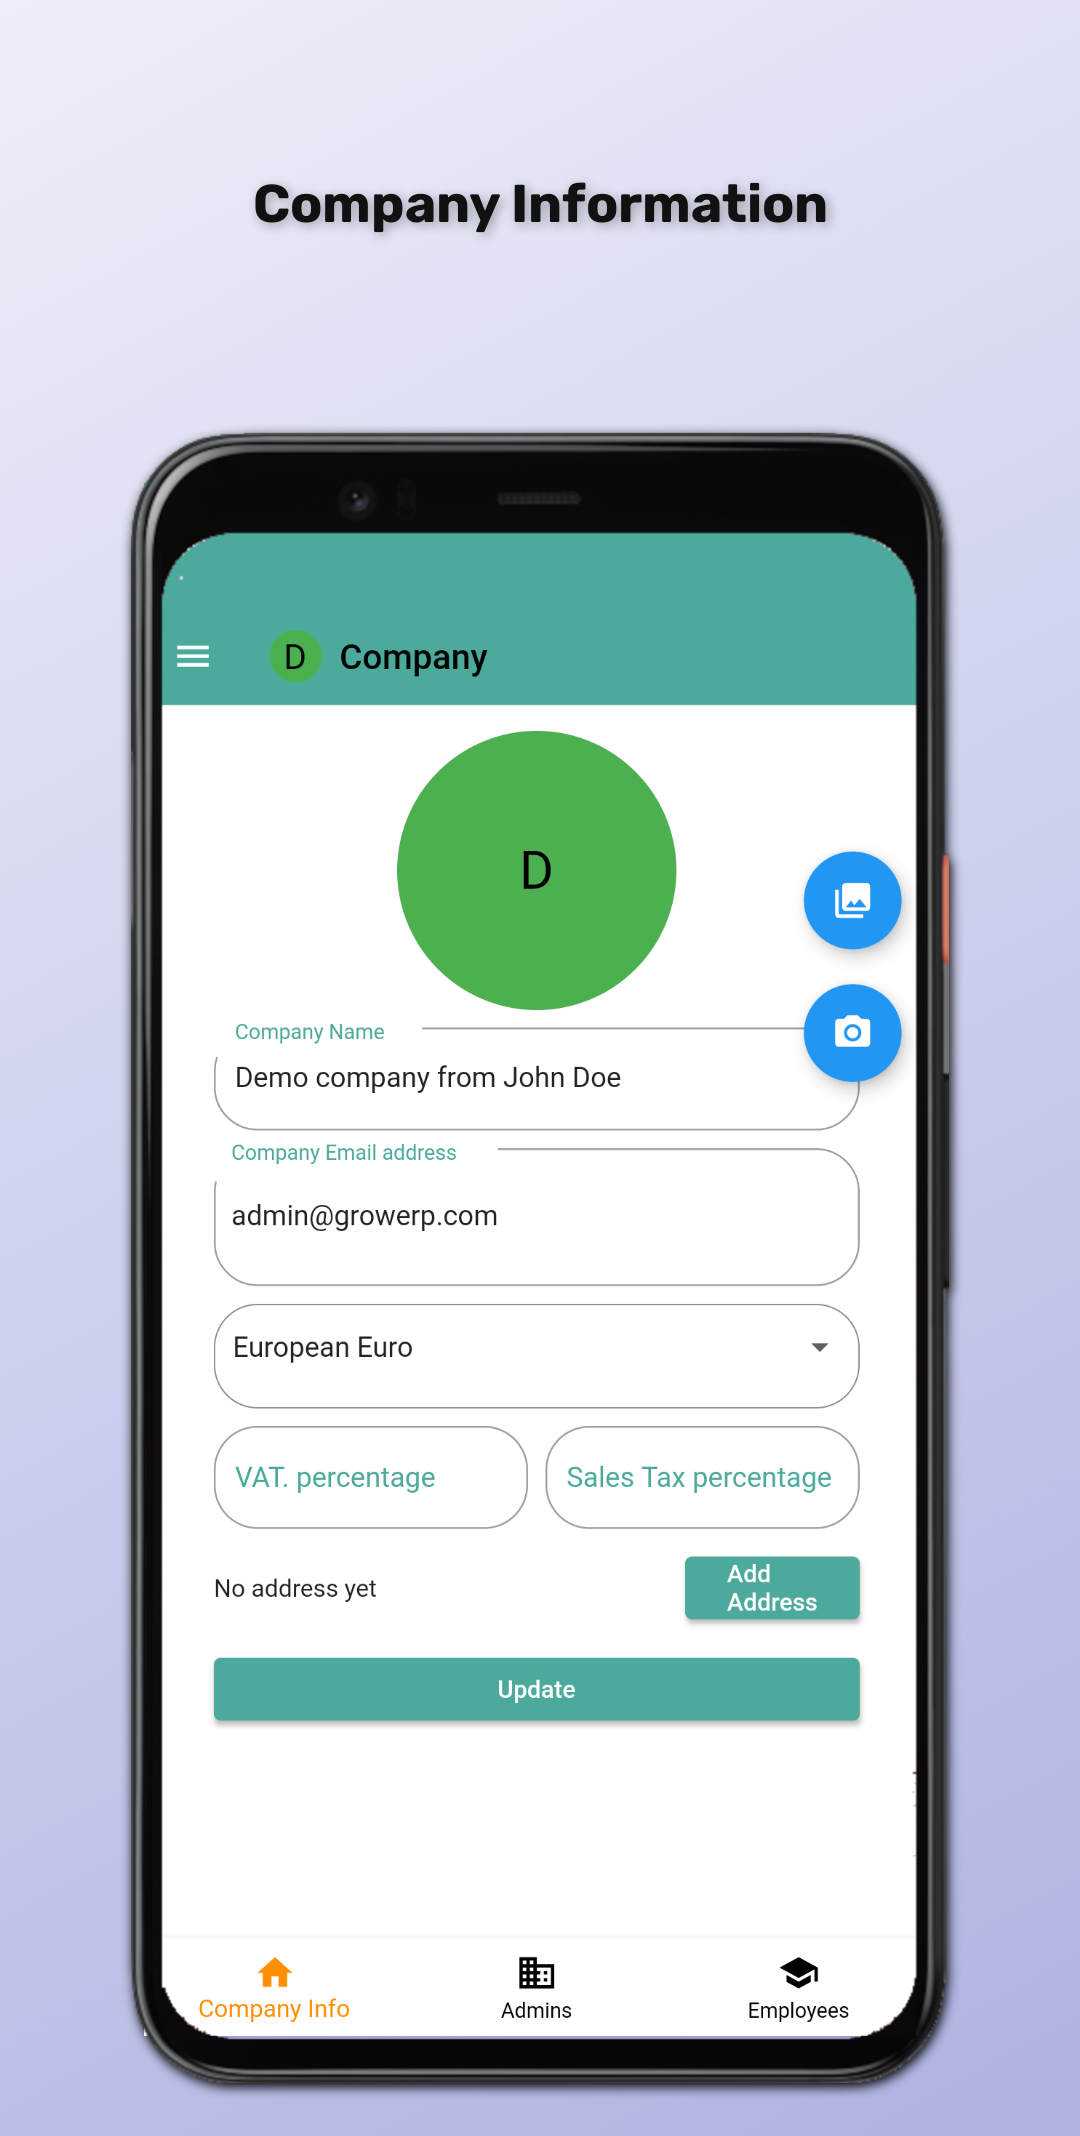 Company Information
D Company
D
Company Name
Demo company from John Doe
Company Email address
admin@growerp.com
European Euro
VAT. percentage
Sales Tax percentage
No address yet
Add
Address
Update
Company Info
Admins
Employees